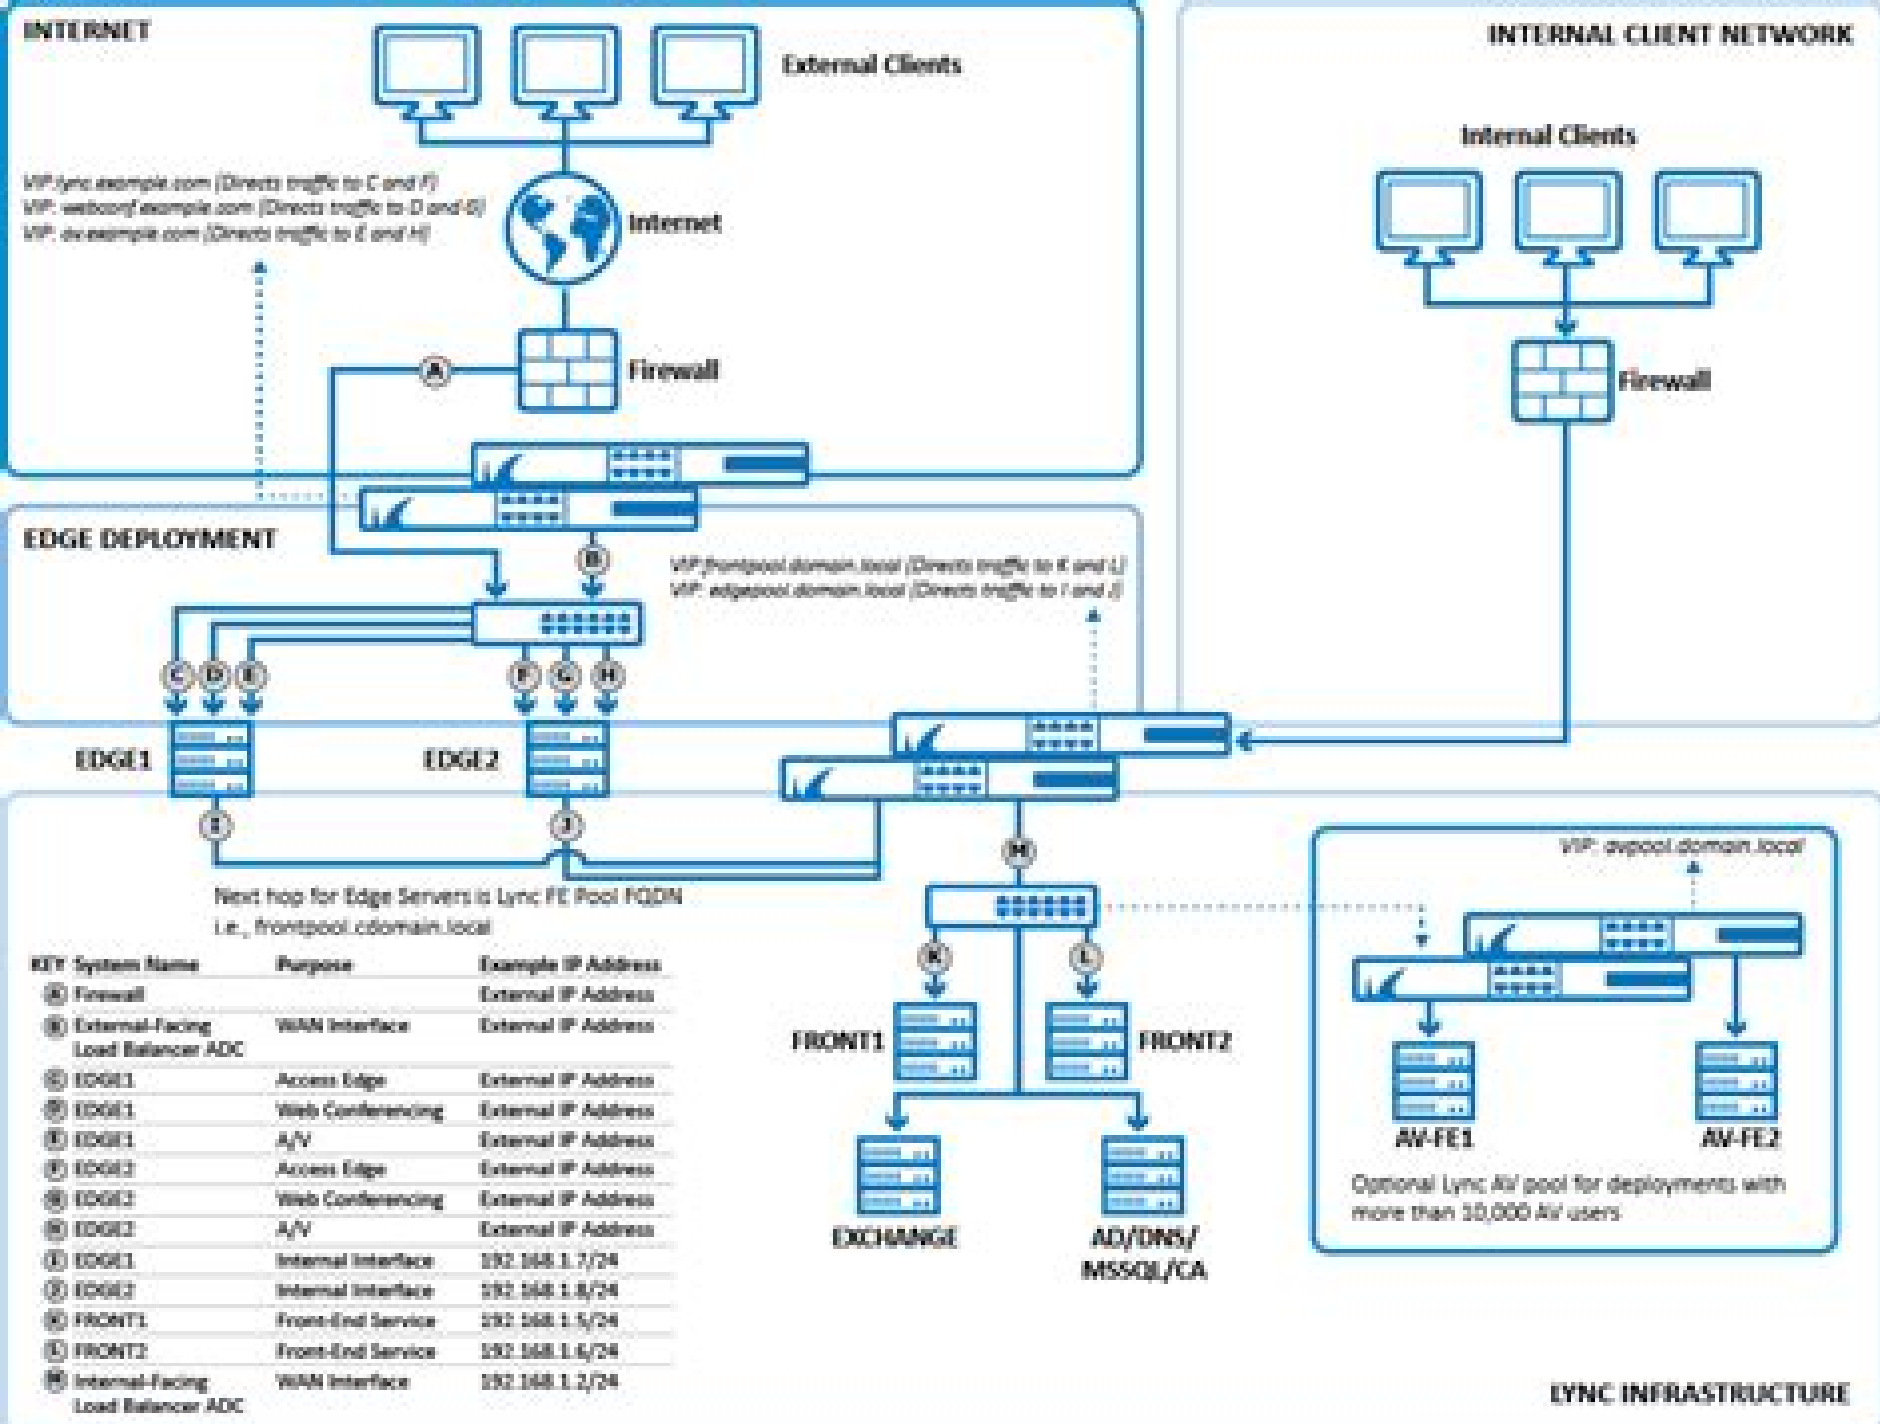 INTERNET
External Clients
VIP:lync.example.com (Directs traffic to C and F)
VIP: webconf.example.com (Directs traffic to D and G)
VIP: av.example.com (Directs traffic to E and H)
Internet
A
Firewall
INTERNAL CLIENT NETWORK
Internal Clients
Firewall
EDGE DEPLOYMENT
B
VIP:frontpool.domain.local (Directs traffic to K and L)
VIP: edgepool.domain.local (Directs traffic to I and J)
C D E
F G H
EDGE1
EDGE2
I
J
M
Next hop for Edge Servers is Lync FE Pool FQDN
i.e., frontpool.cdomain.local
K
L
FRONT1
FRONT2
EXCHANGE
AD/DNS/
MSSQL/CA
VIP: avpool.domain.local
AV-FE1
AV-FE2
Optional Lync AV pool for deployments with
more than 10,000 AV users
KEY System Name Purpose Example IP Address
A Firewall External IP Address
B External-Facing WAN Interface External IP Address
Load Balancer ADC
C EDGE1 Access Edge External IP Address
D EDGE1 Web Conferencing External IP Address
E EDGE1 A/V External IP Address
F EDGE2 Access Edge External IP Address
G EDGE2 Web Conferencing External IP Address
H EDGE2 A/V External IP Address
I EDGE1 Internal Interface 192.168.1.7/24
J EDGE2 Internal Interface 192.168.1.8/24
K FRONT1 Front-End Service 192.168.1.5/24
L FRONT2 Front-End Service 192.168.1.6/24
M Internal-Facing WAN Interface 192.168.1.2/24
Load Balancer ADC
LYNC INFRASTRUCTURE